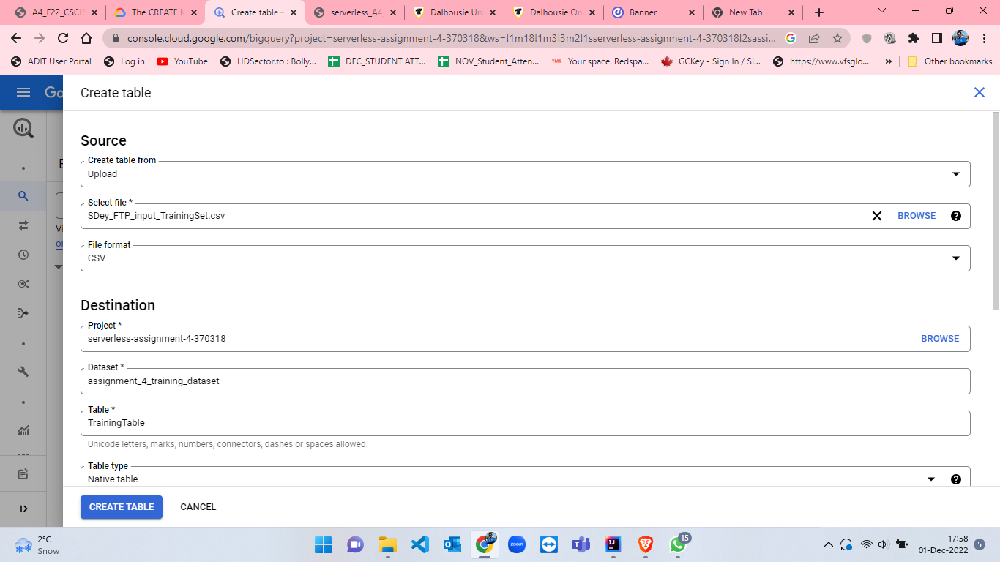 A4_F22_CSCI5
The CREATE M
Create table –
serverless_A4
Dalhousie Un
Dalhousie On
Banner
New Tab
console.cloud.google.com/bigquery?project=serverless-assignment-4-370318&ws=!1m18!1m3!3m2!1sserverless-assignment-4-370318!2sassi...
ADIT User Portal
Log in
YouTube
HDSector.to : Bolly...
DEC_STUDENT ATT...
NOV_Student_Atten...
TMS
Your space. Redspa...
GCKey - Sign In / Si...
https://www.vfsglo...
»
Other bookmarks
Create table
Source
Create table from
Upload
Select file *
SDey_FTP_input_TrainingSet.csv
BROWSE
File format
CSV
Destination
Project *
serverless-assignment-4-370318
BROWSE
Dataset *
assignment_4_training_dataset
Table *
TrainingTable
Unicode letters, marks, numbers, connectors, dashes or spaces allowed.
Table type
Native table
CREATE TABLE
CANCEL
2°C
Snow
zoom
15
17:58
01-Dec-2022
5